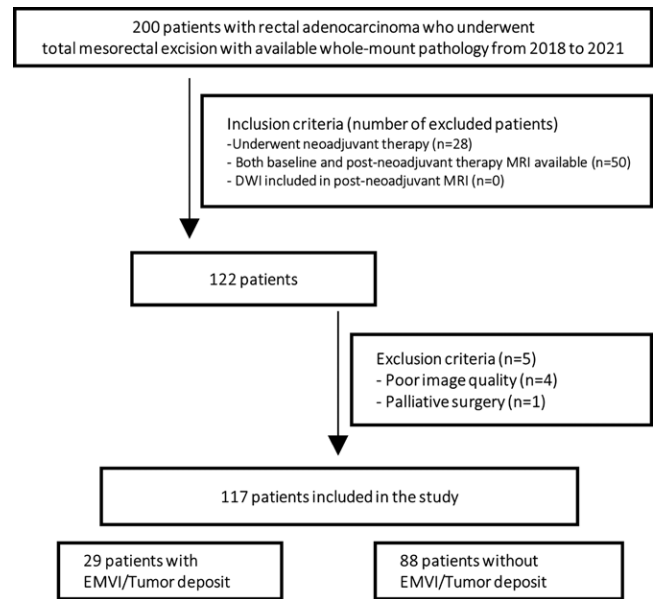 200 patients with rectal adenocarcinoma who underwent
total mesorectal excision with available whole-mount pathology from 2018 to 2021
Inclusion criteria (number of excluded patients)
-Underwent neoadjuvant therapy (n=28)
- Both baseline and post-neoadjuvant therapy MRI available (n=50)
- DWI included in post-neoadjuvant MRI (n=0)
122 patients
Exclusion criteria (n=5)
- Poor image quality (n=4)
- Palliative surgery (n=1)
117 patients included in the study
29 patients with
EMVI/Tumor deposit
88 patients without
EMVI/Tumor deposit